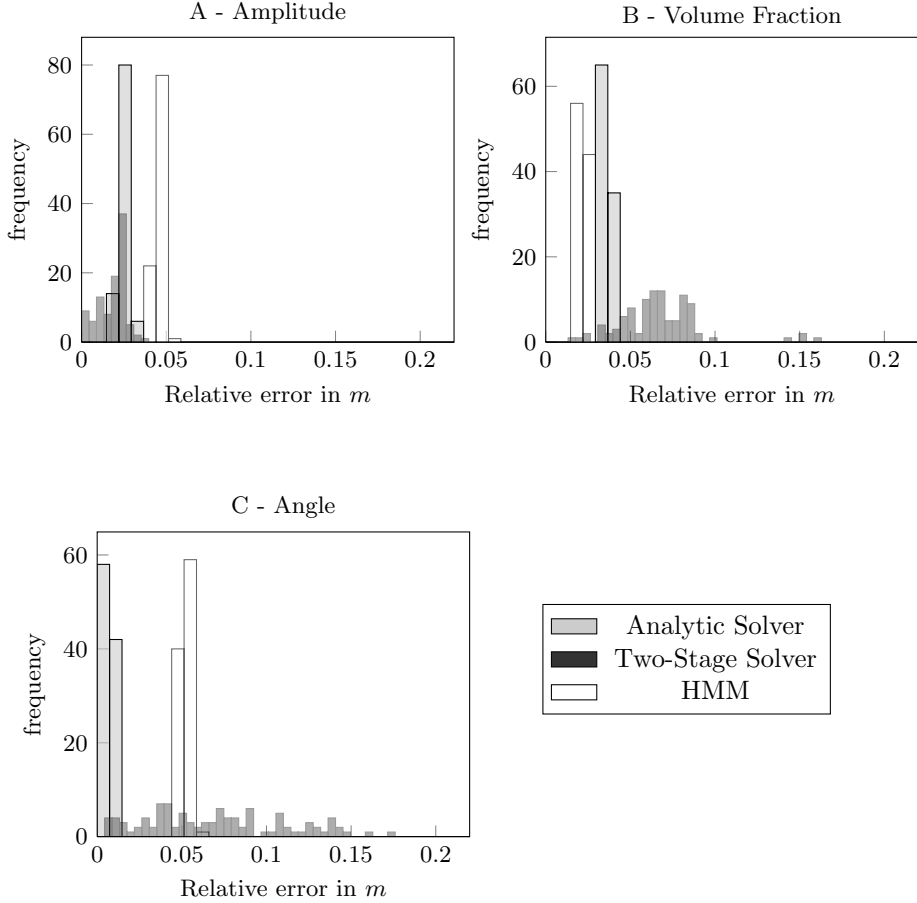 A - Amplitude
frequency
80
60
40
20
0
0
0.05
0.1
0.15
0.2
Relative error in m
B - Volume Fraction
frequency
60
40
20
0
0
0.05
0.1
0.15
0.2
Relative error in m
C - Angle
frequency
60
40
20
0
0
0.05
0.1
0.15
0.2
Relative error in m
Analytic Solver
Two-Stage Solver
HMM